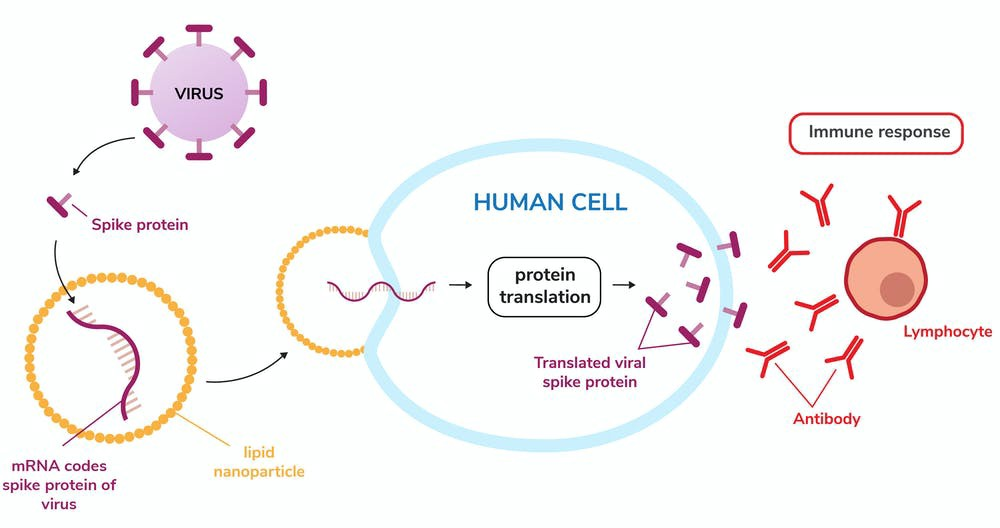 VIRUS
Immune response
Spike protein
HUMAN CELL
protein
translation
Lymphocyte
Translated viral
spike protein
Antibody
lipid
nanoparticle
mRNA codes
spike protein of
virus